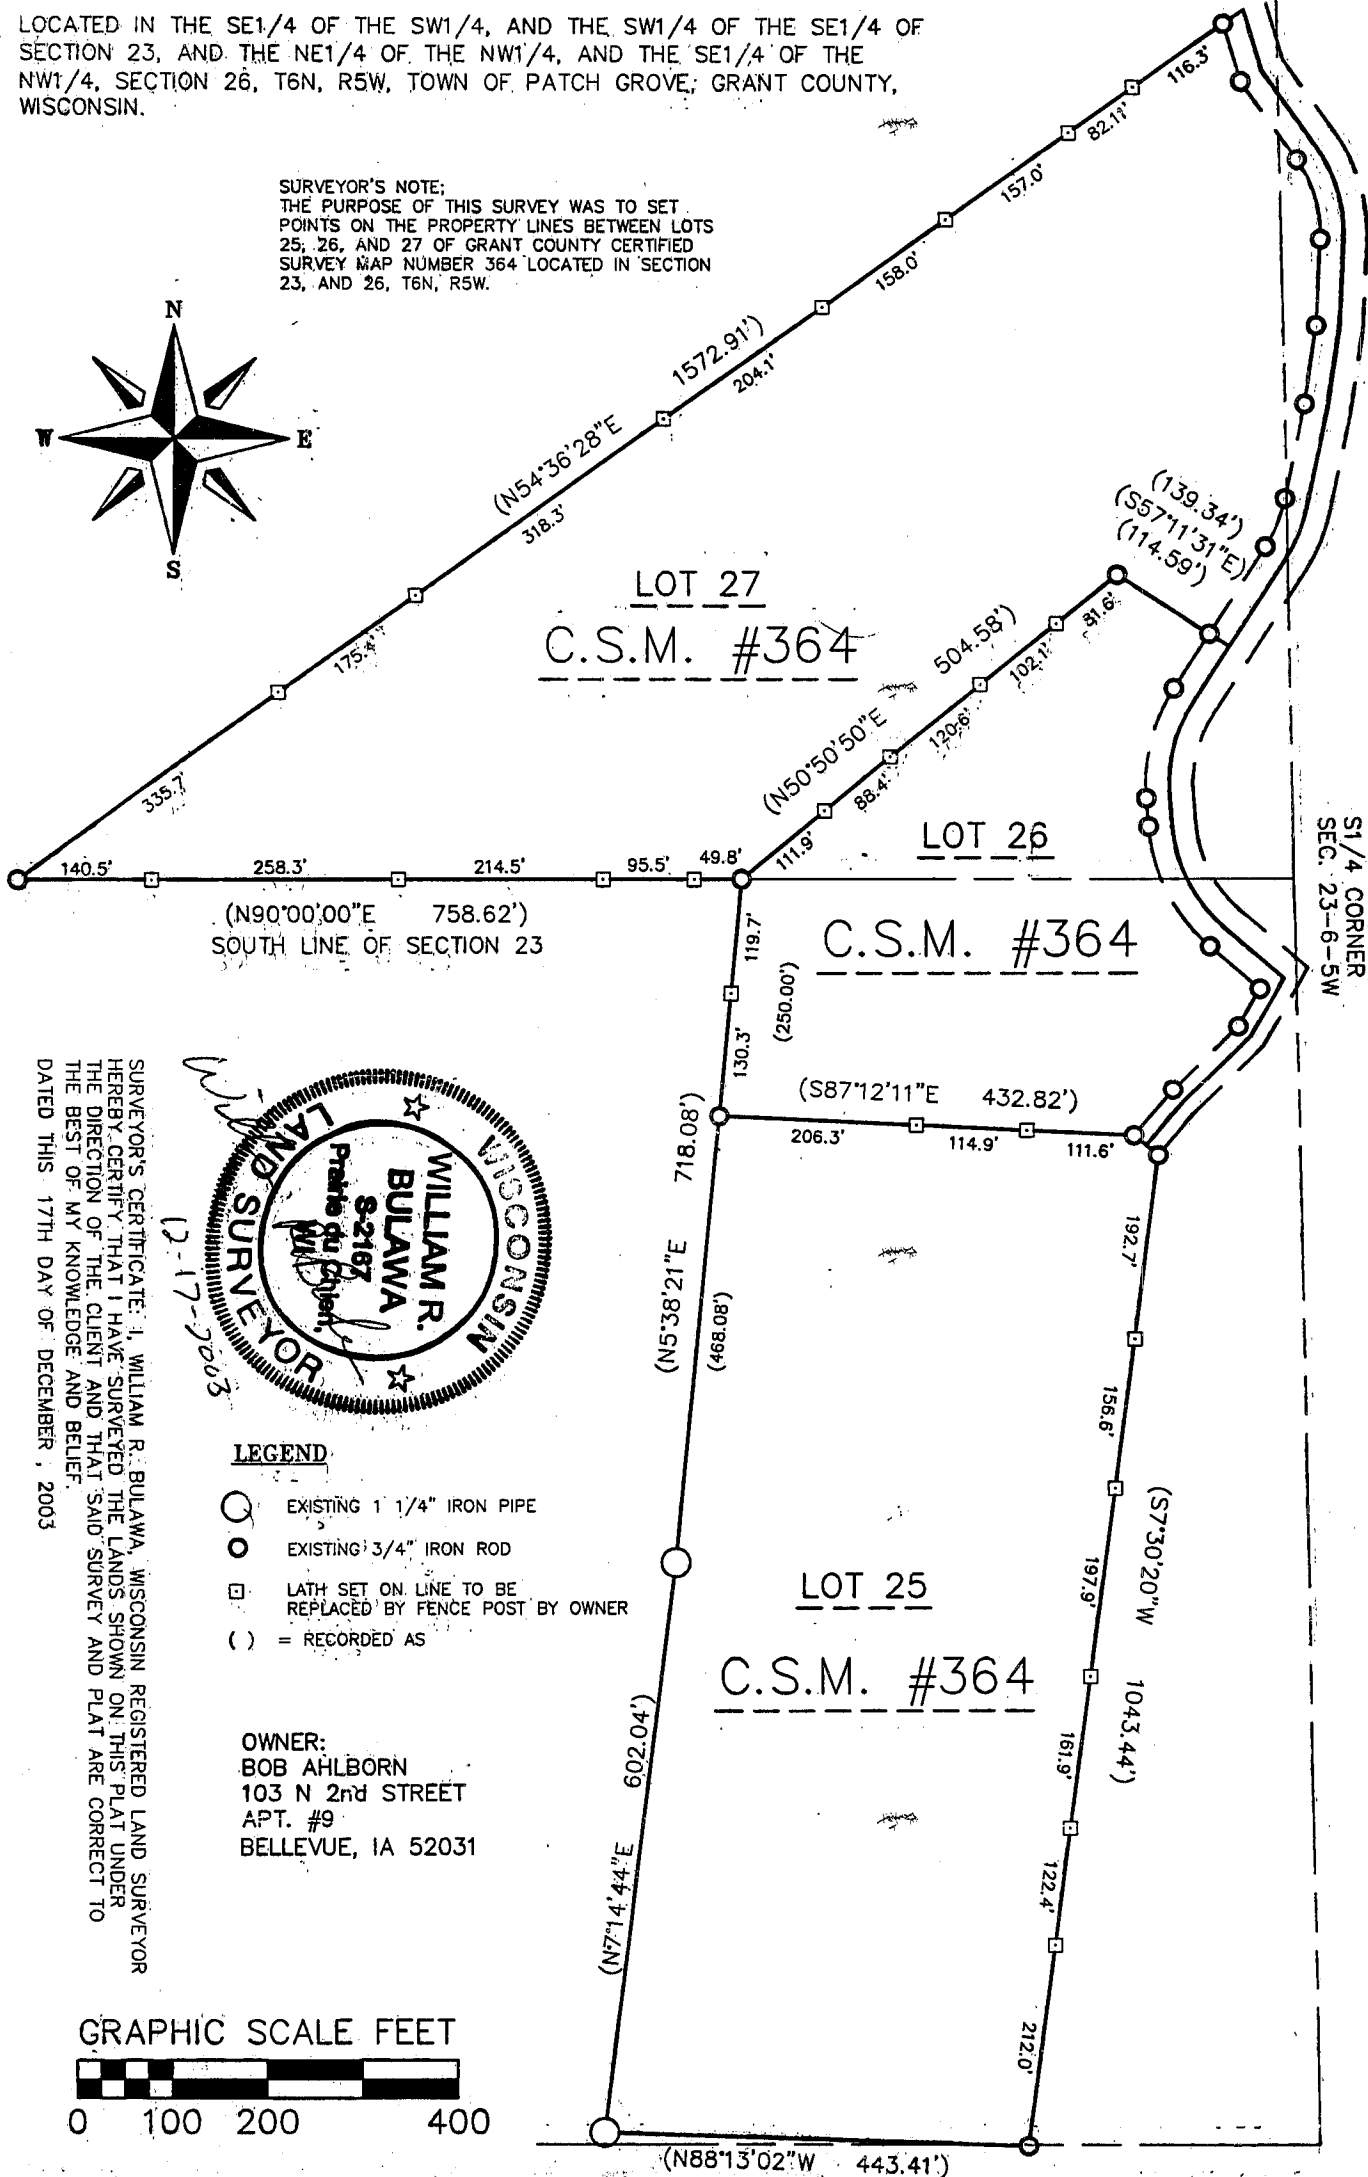 LOCATED IN THE SE1/4 OF THE SW1/4, AND THE SW1/4 OF THE SE1/4 OF
SECTION 23, AND THE NE1/4 OF THE NW1/4, AND THE SE1/4 OF THE
NW1/4, SECTION 26, T6N, R5W, TOWN OF PATCH GROVE; GRANT COUNTY,
WISCONSIN.
SURVEYOR'S NOTE;
THE PURPOSE OF THIS SURVEY WAS TO SET
POINTS ON THE PROPERTY LINES BETWEEN LOTS
25, 26, AND 27 OF GRANT COUNTY CERTIFIED
SURVEY MAP NUMBER 364 LOCATED IN SECTION
23, AND 26, T6N, R5W.
N
W
E
S
116.3'
82.11'
157.0'
158.0'
204.1'
318.3'
175.4'
335.7'
(N54°36'28"E 1572.91')
LOT 27
C.S.M. #364
(139.34')
(S57°11'31"E)
(114.59')
(N50°50'50"E 504.58')
81.6'
102.1'
120.6'
88.4'
111.9'
LOT 26
C.S.M. #364
S1/4 CORNER
SEC. 23-6-5W
140.5' 258.3' 214.5' 95.5' 49.8'
(N90°00'00"E 758.62')
SOUTH LINE OF SECTION 23
119.7'
130.3'
(250.00')
(S87°12'11"E 432.82')
206.3' 114.9' 111.6'
(N5°38'21"E 718.08')
(468.08')
192.7'
156.6'
197.9'
161.9'
122.4'
212.0'
(S7°30'20"W 1043.44')
LOT 25
C.S.M. #364
(N7°14'44"E 602.04')
(N88°13'02"W 443.41')
WISCONSIN
WILLIAM R.
BULAWA
S-2167
Prairie du Chien,
WI
LAND SURVEYOR
12-17-2003
SURVEYOR'S CERTIFICATE: I, WILLIAM R. BULAWA, WISCONSIN REGISTERED LAND SURVEYOR
HEREBY CERTIFY THAT I HAVE SURVEYED THE LANDS SHOWN ON THIS PLAT UNDER
THE DIRECTION OF THE CLIENT AND THAT SAID SURVEY AND PLAT ARE CORRECT TO
THE BEST OF MY KNOWLEDGE AND BELIEF.
DATED THIS 17TH DAY OF DECEMBER, 2003
LEGEND
EXISTING 1 1/4" IRON PIPE
EXISTING 3/4" IRON ROD
LATH SET ON LINE TO BE
REPLACED BY FENCE POST BY OWNER
( ) = RECORDED AS
OWNER:
BOB AHLBORN
103 N 2nd STREET
APT. #9
BELLEVUE, IA 52031
GRAPHIC SCALE FEET
0 100 200 400